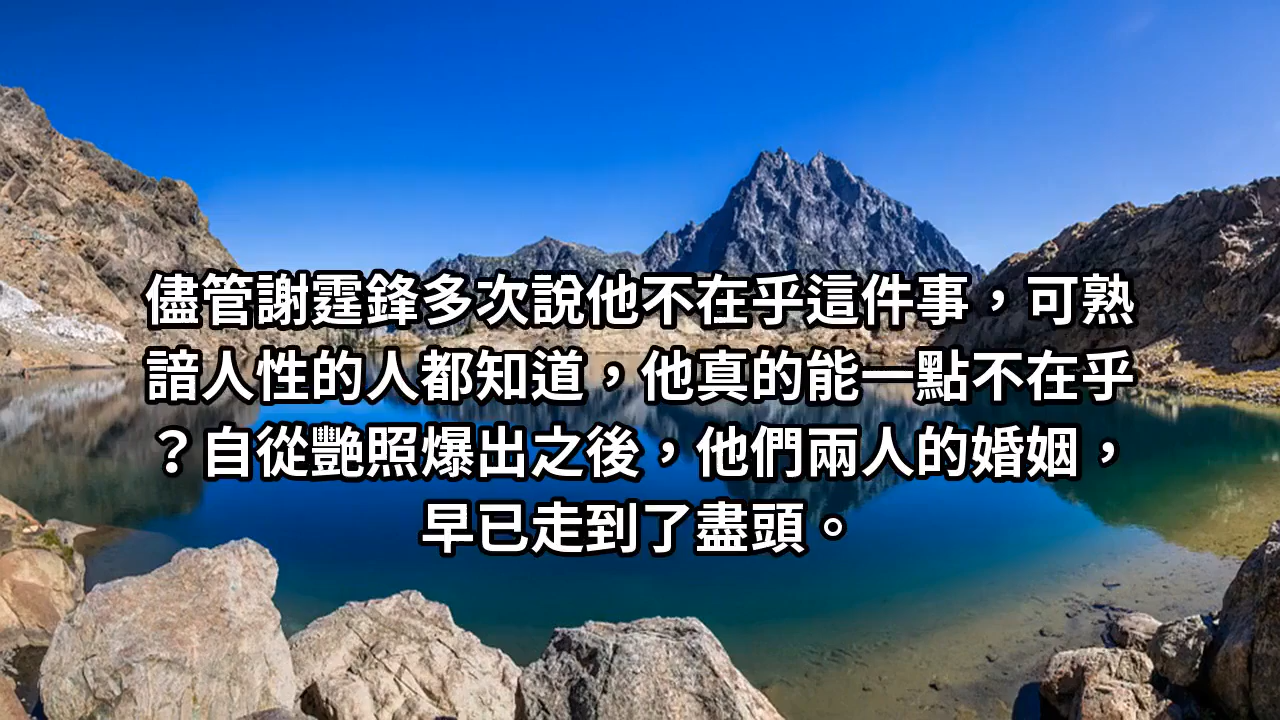 儘管謝霆鋒多次說他不在乎這件事，可熟
諳人性的人都知道，他真的能一點不在乎
？自從艷照爆出之後，他們兩人的婚姻，
早已走到了盡頭。